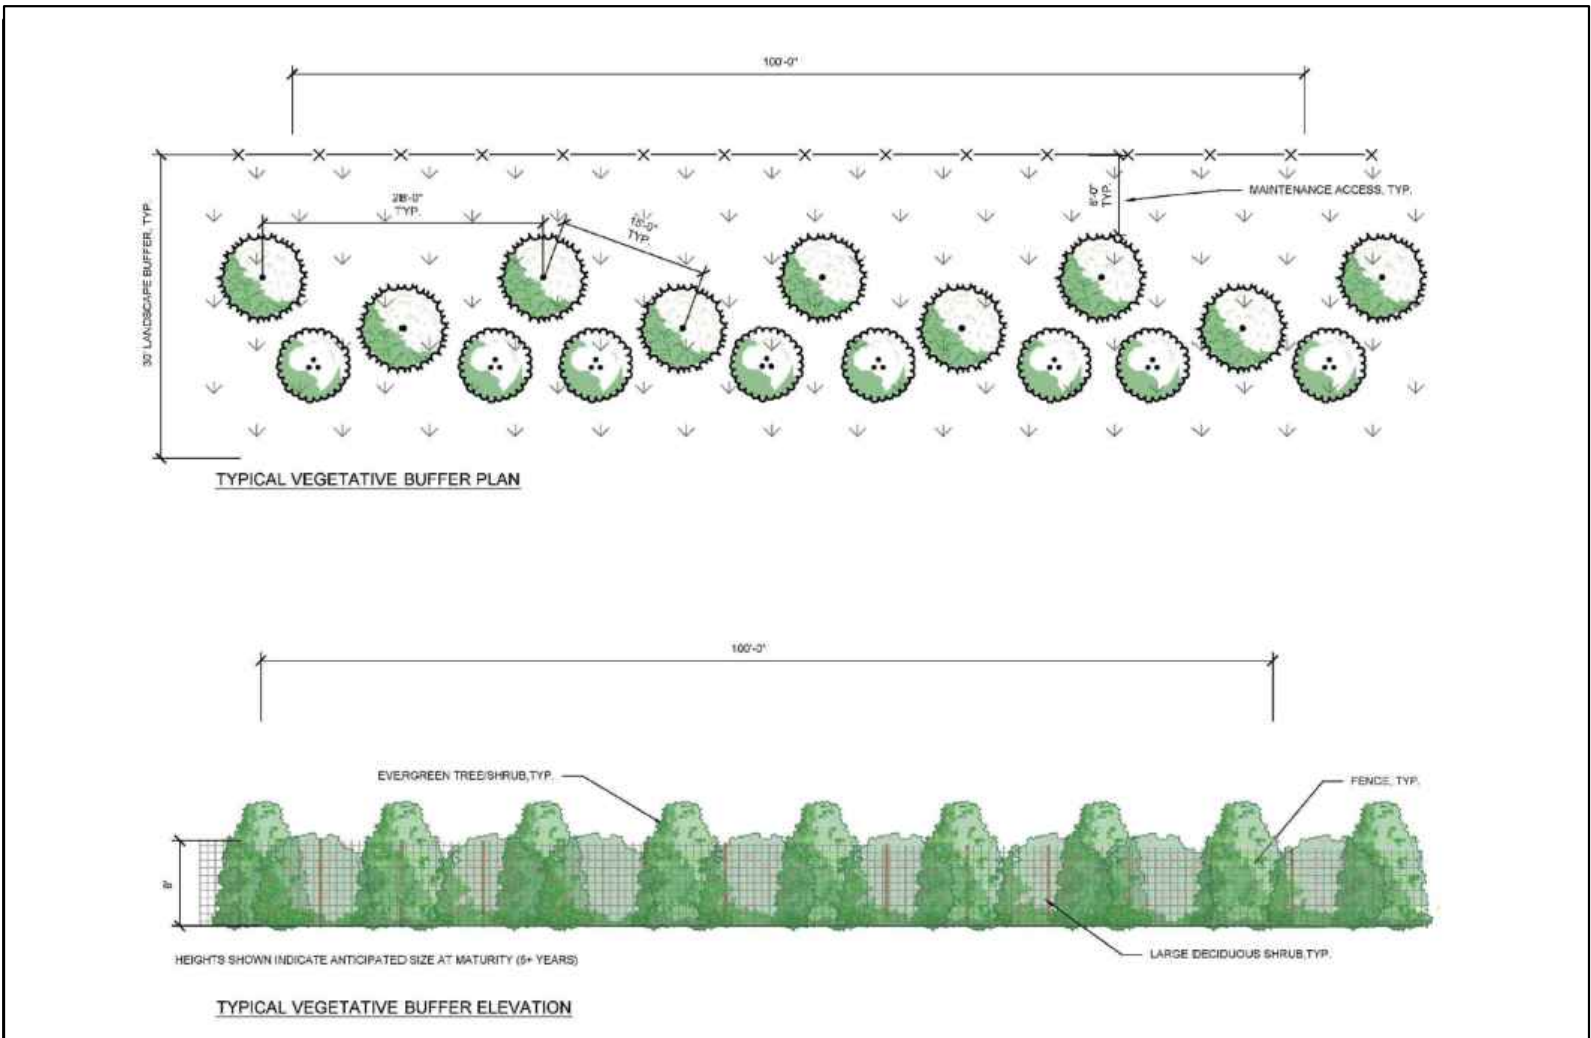 100'-0"
28'-0"
TYP.
15'-0"
TYP.
8'-0"
TYP.
MAINTENANCE ACCESS, TYP.
30' LANDSCAPE BUFFER, TYP.
TYPICAL VEGETATIVE BUFFER PLAN
100'-0"
EVERGREEN TREE/SHRUB,TYP.
FENCE, TYP.
8'
LARGE DECIDUOUS SHRUB,TYP.
HEIGHTS SHOWN INDICATE ANTICIPATED SIZE AT MATURITY (5+ YEARS)
TYPICAL VEGETATIVE BUFFER ELEVATION